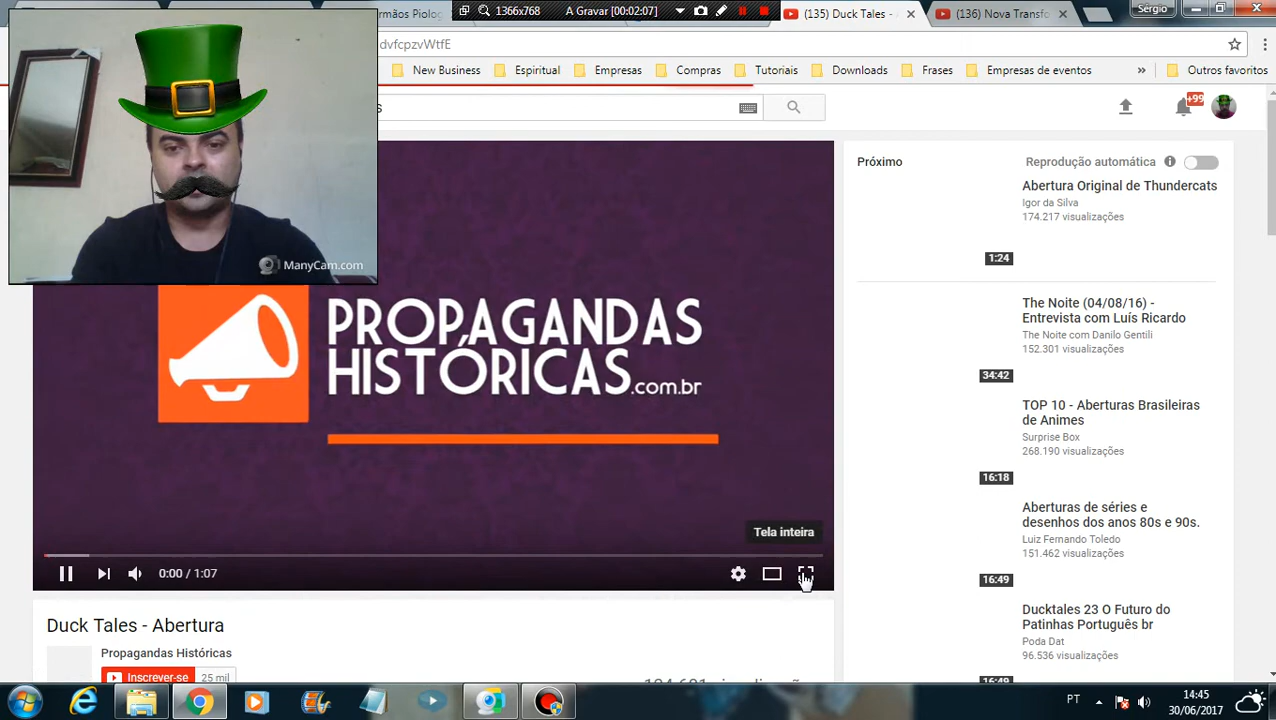 rmãos Piolog
1366x768
A Gravar [00:02:07]
(135) Duck Tales
(136) Nova Transfo
Sérgio
dvfcpzvWtfE
New Business
Espiritual
Empresas
Compras
Tutoriais
Downloads
Frases
Empresas de eventos
»
Outros favoritos
s
+99
ManyCam.com
PROPAGANDAS
HISTÓRICAS.com.br
Tela inteira
0:00 / 1:07
Duck Tales - Abertura
Propagandas Históricas
Inscrever-se
25 mil
Próximo
Reprodução automática
Abertura Original de Thundercats
Igor da Silva
174.217 visualizações
1:24
The Noite (04/08/16) -
Entrevista com Luís Ricardo
The Noite com Danilo Gentili
152.301 visualizações
34:42
TOP 10 - Aberturas Brasileiras
de Animes
Surprise Box
268.190 visualizações
16:18
Aberturas de séries e
desenhos dos anos 80s e 90s.
Luiz Fernando Toledo
151.462 visualizações
16:49
Ducktales 23 O Futuro do
Patinhas Português br
Poda Dat
96.536 visualizações
PT
14:45
30/06/2017